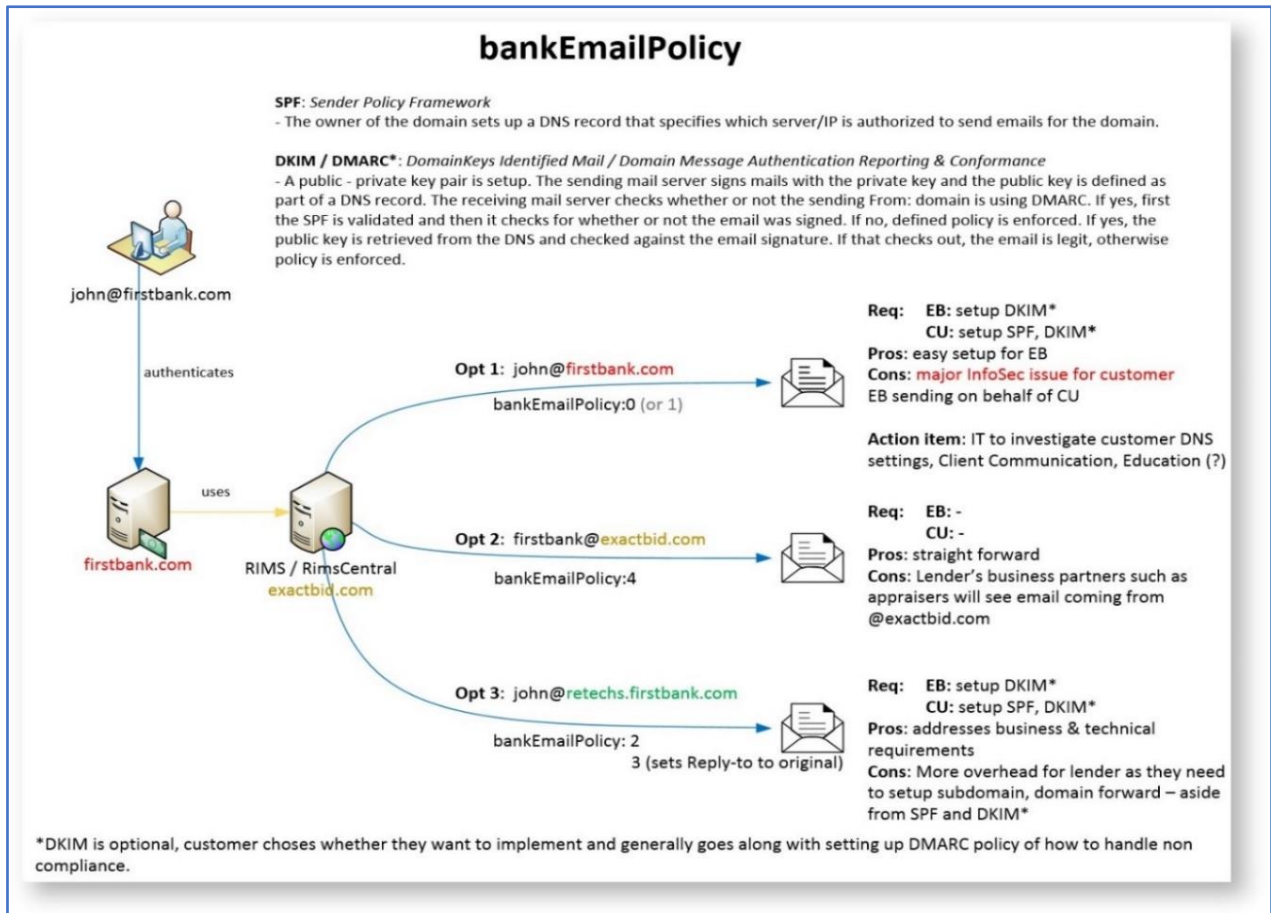 bankEmailPolicy
SPF: Sender Policy Framework
- The owner of the domain sets up a DNS record that specifies which server/IP is authorized to send emails for the domain.
DKIM / DMARC*: DomainKeys Identified Mail / Domain Message Authentication Reporting & Conformance
- A public - private key pair is setup. The sending mail server signs mails with the private key and the public key is defined as
part of a DNS record. The receiving mail server checks whether or not the sending From: domain is using DMARC. If yes, first
the SPF is validated and then it checks for whether or not the email was signed. If no, defined policy is enforced. If yes, the
public key is retrieved from the DNS and checked against the email signature. If that checks out, the email is legit, otherwise
policy is enforced.
john@firstbank.com
authenticates
firstbank.com
uses
RIMS / RimsCentral
exactbid.com
Opt 1: john@firstbank.com
bankEmailPolicy:0 (or 1)
Req: EB: setup DKIM*
CU: setup SPF, DKIM*
Pros: easy setup for EB
Cons: major InfoSec issue for customer
EB sending on behalf of CU
Action item: IT to investigate customer DNS
settings, Client Communication, Education (?)
Opt 2: firstbank@exactbid.com
bankEmailPolicy:4
Req: EB: -
CU: -
Pros: straight forward
Cons: Lender's business partners such as
appraisers will see email coming from
@exactbid.com
Opt 3: john@retechs.firstbank.com
bankEmailPolicy: 2
3 (sets Reply-to to original)
Req: EB: setup DKIM*
CU: setup SPF, DKIM*
Pros: addresses business & technical
requirements
Cons: More overhead for lender as they need
to setup subdomain, domain forward – aside
from SPF and DKIM*
*DKIM is optional, customer choses whether they want to implement and generally goes along with setting up DMARC policy of how to handle non
compliance.